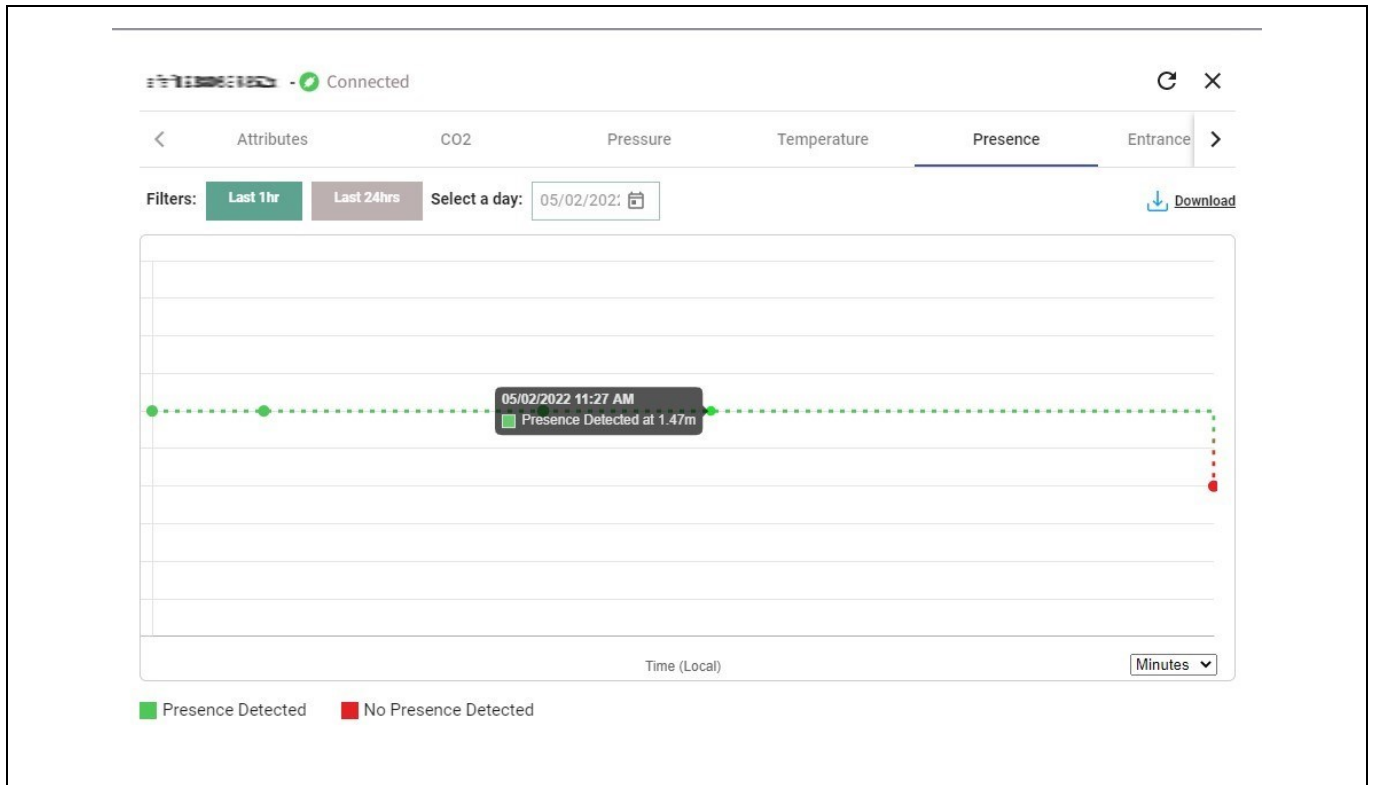 - Connected
Attributes CO2 Pressure Temperature Presence Entrance
Filters: Last 1hr Last 24hrs Select a day: 05/02/202 Download
05/02/2022 11:27 AM
Presence Detected at 1.47m
Time (Local) Minutes
Presence Detected No Presence Detected